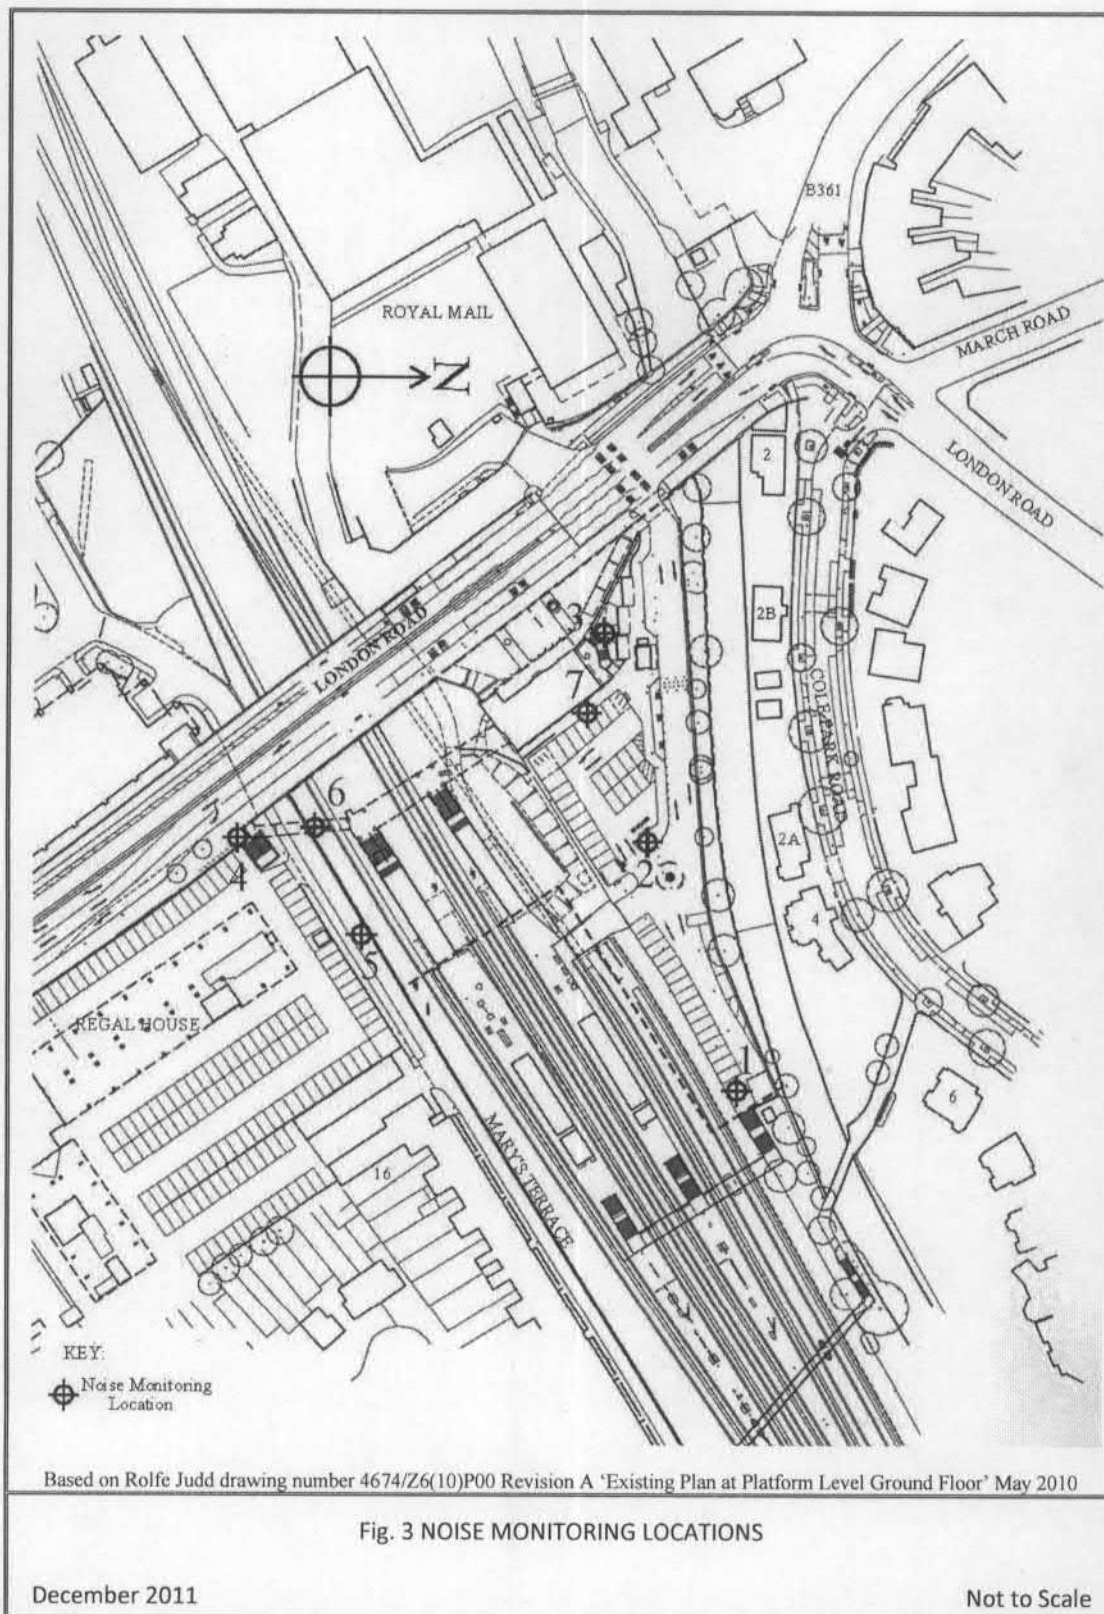 B361
ROYAL MAIL
MARCH ROAD
N
2
LONDON ROAD
2B
3
LONDON ROAD
7
COLE PARK ROAD
6
2A
2
4
4
5
REGAL HOUSE
1
6
MARY'S TERRACE
16
KEY:
Noise Monitoring
Location
Based on Rolfe Judd drawing number 4674/Z6(10)P00 Revision A 'Existing Plan at Platform Level Ground Floor' May 2010
Fig. 3 NOISE MONITORING LOCATIONS
December 2011
Not to Scale